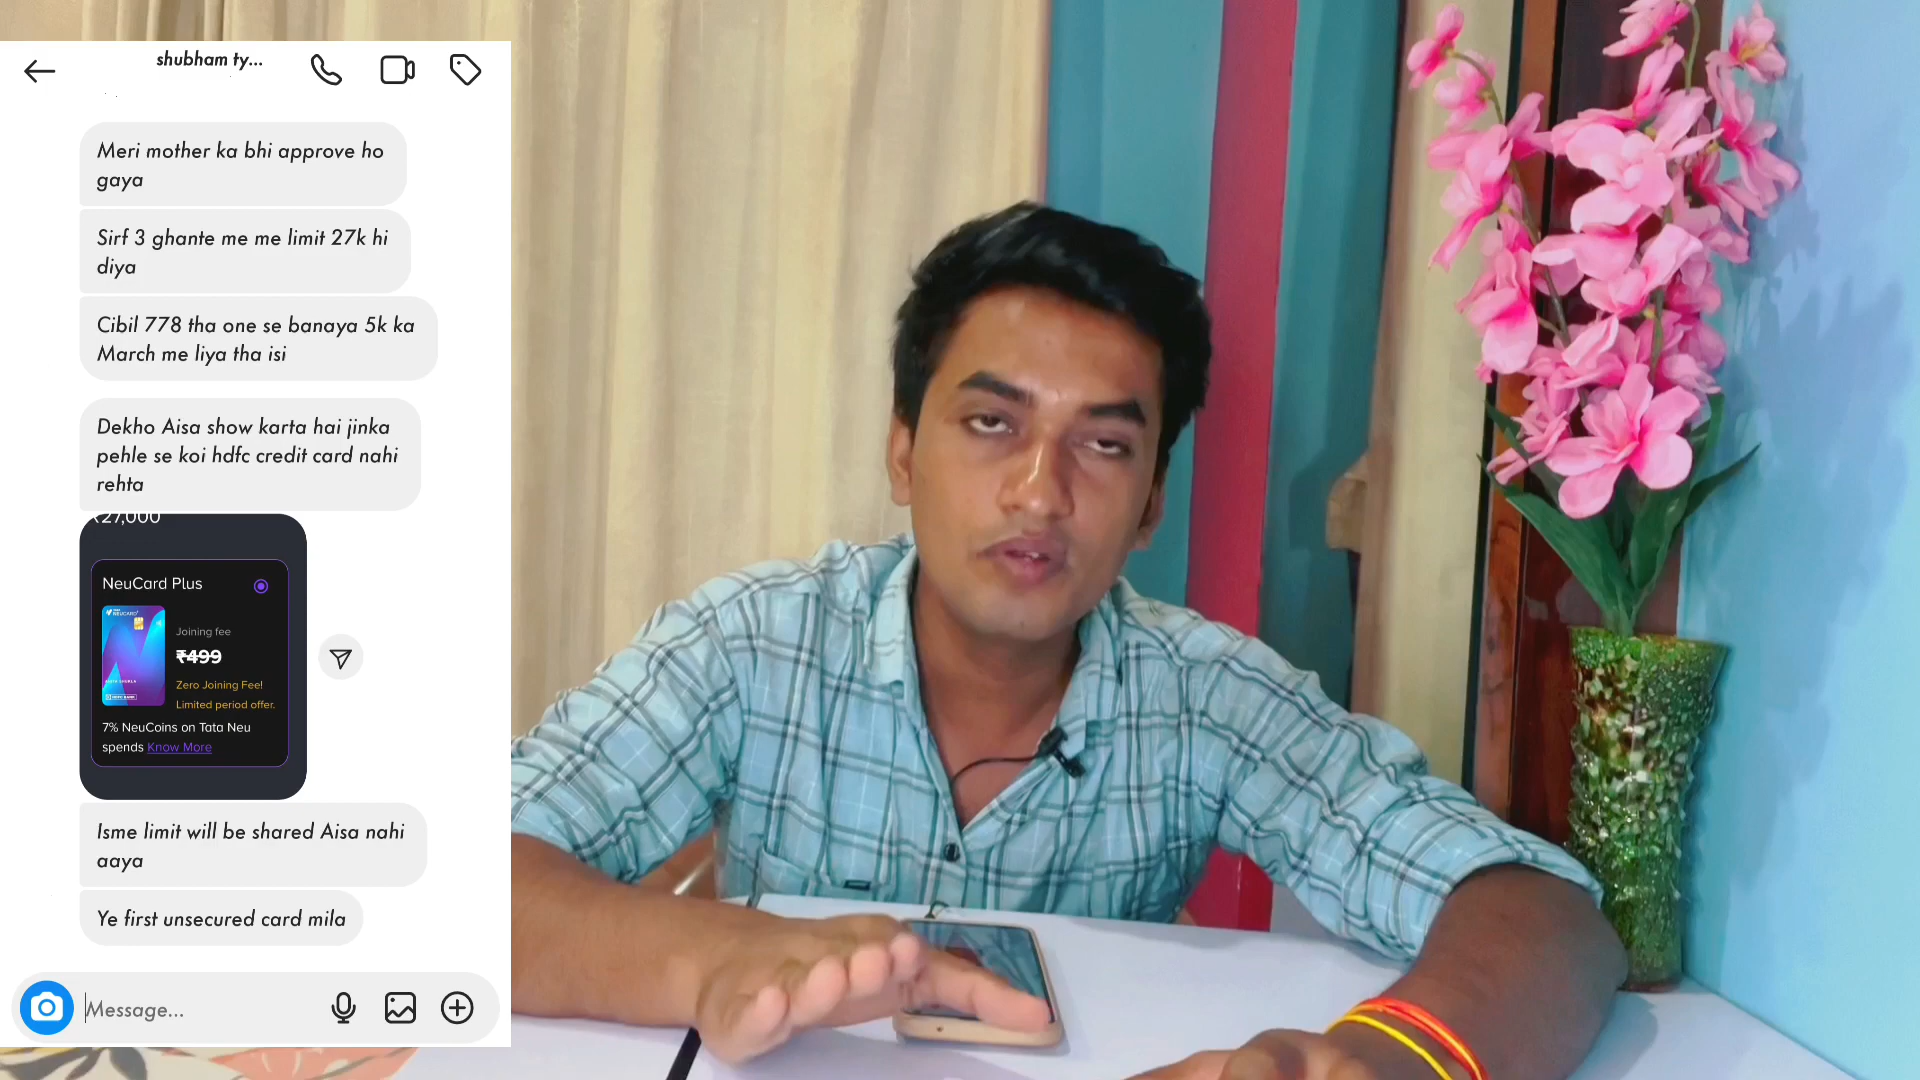 shubham ty...
Meri mother ka bhi approve ho
gaya
Sirf 3 ghante me me limit 27k hi
diya
Cibil 778 tha one se banaya 5k ka
March me liya tha isi
Dekho Aisa show karta hai jinka
pehle se koi hdfc credit card nahi
rehta
₹27,000
NeuCard Plus
Joining fee
₹499
Zero Joining Fee!
Limited period offer.
7% NeuCoins on Tata Neu
spends Know More
Isme limit will be shared Aisa nahi
aaya
Ye first unsecured card mila
Message...